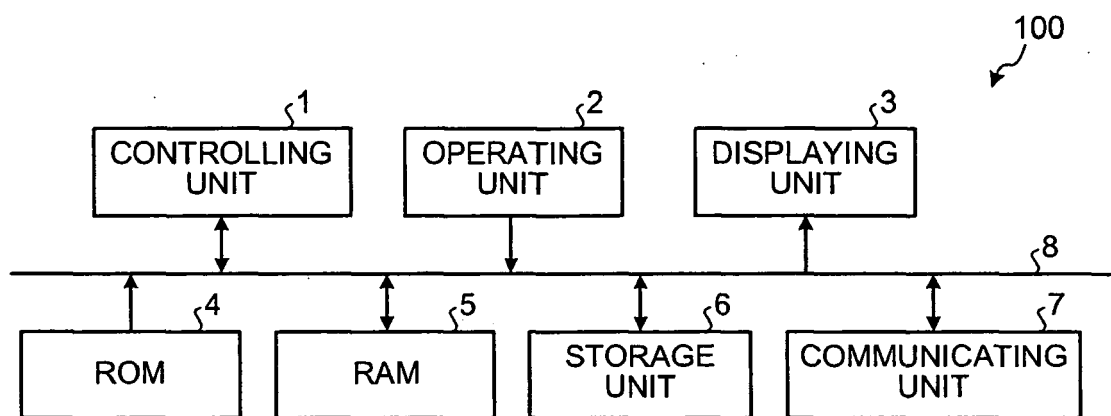 100
1
2
3
CONTROLLING
UNIT
OPERATING
UNIT
DISPLAYING
UNIT
8
4
5
6
7
ROM
RAM
STORAGE
UNIT
COMMUNICATING
UNIT